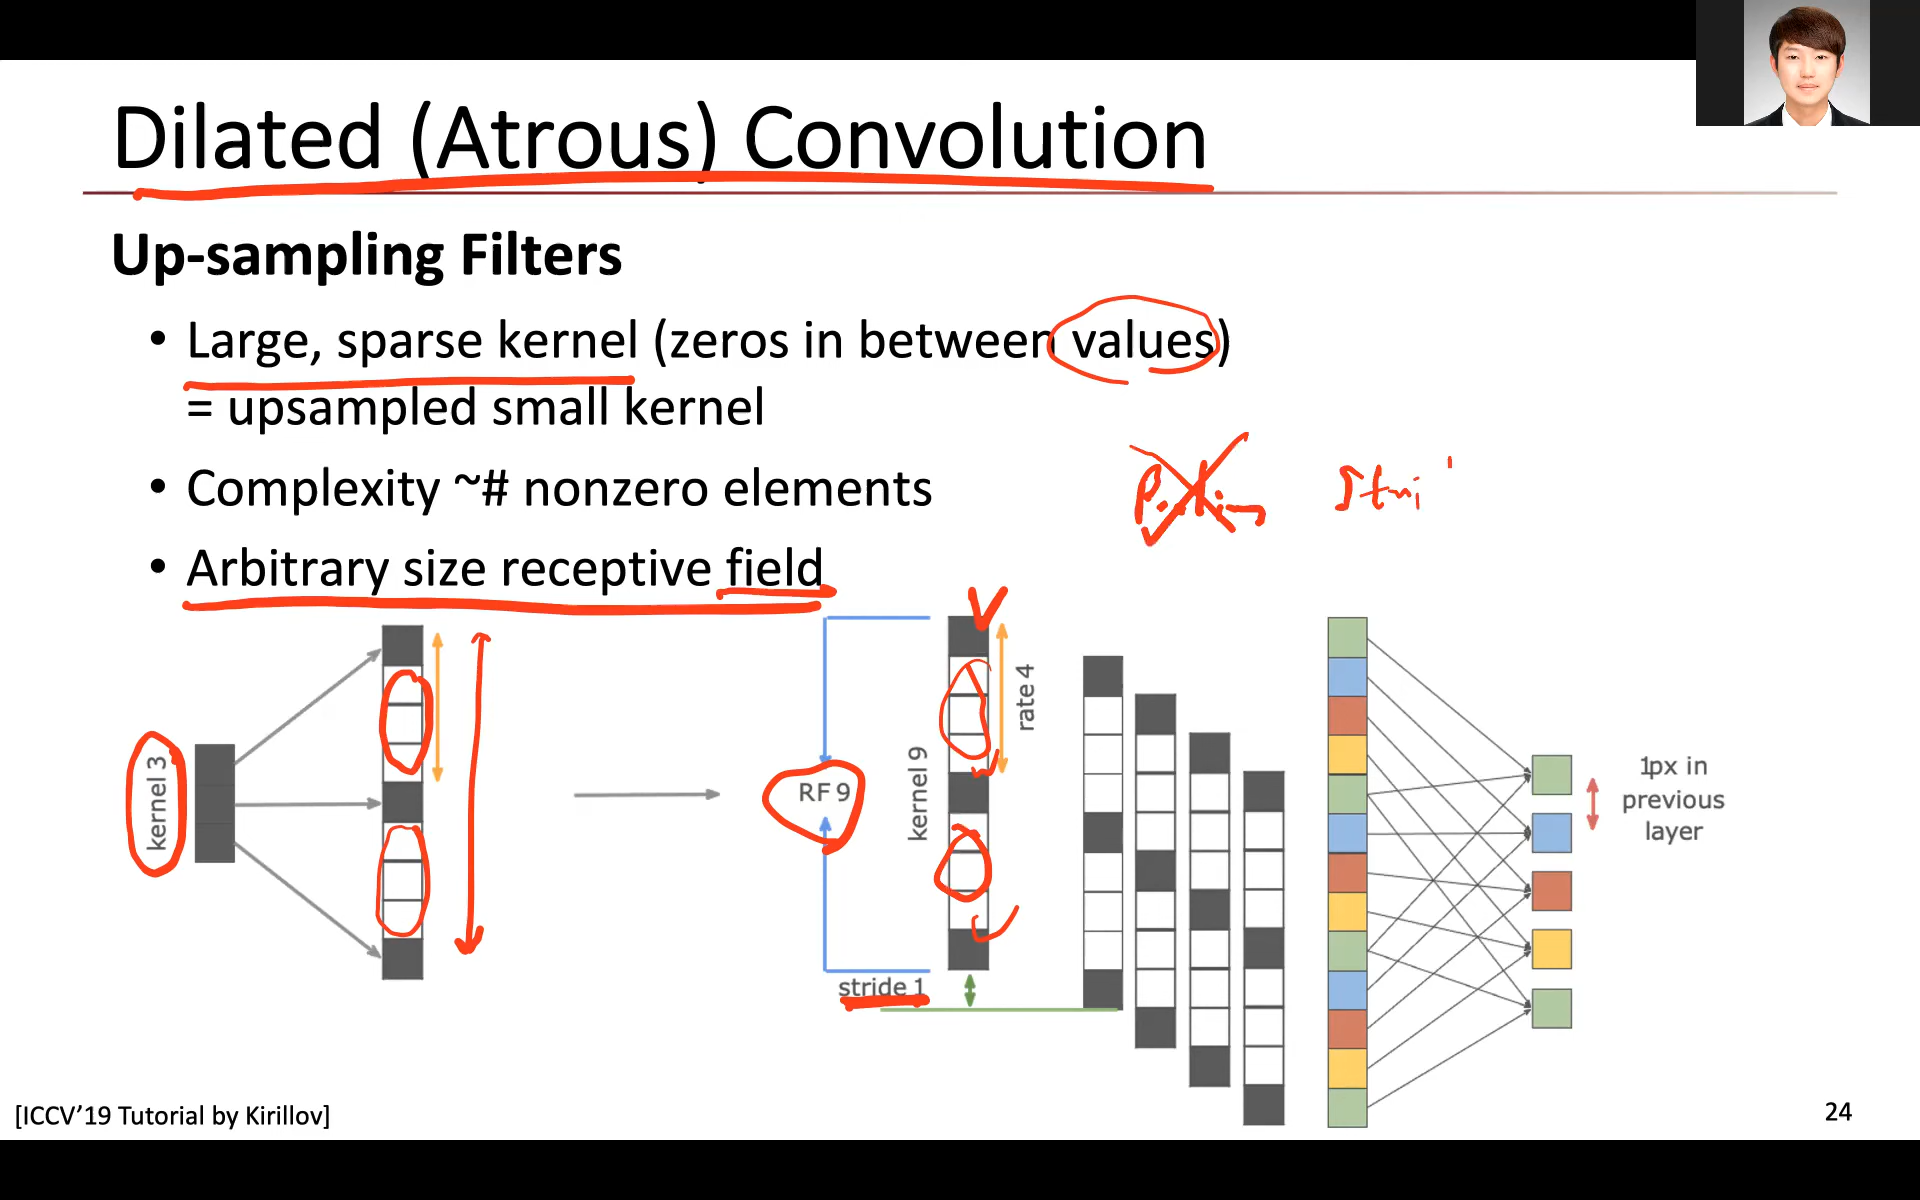 Dilated (Atrous) Convolution
Up-sampling Filters
• Large, sparse kernel (zeros in between values)
= upsampled small kernel
• Complexity ~# nonzero elements
• Arbitrary size receptive field
Stri
kernel 3
RF 9
kernel 9
rate 4
stride 1
1px in
previous
layer
[ICCV'19 Tutorial by Kirillov]
24